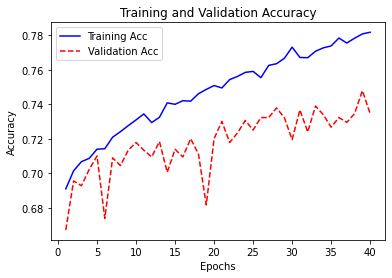 Training and Validation Accuracy
Training Acc
Validation Acc
Accuracy
0.78
0.76
0.74
0.72
0.70
0.68
0 5 10 15 20 25 30 35 40
Epochs